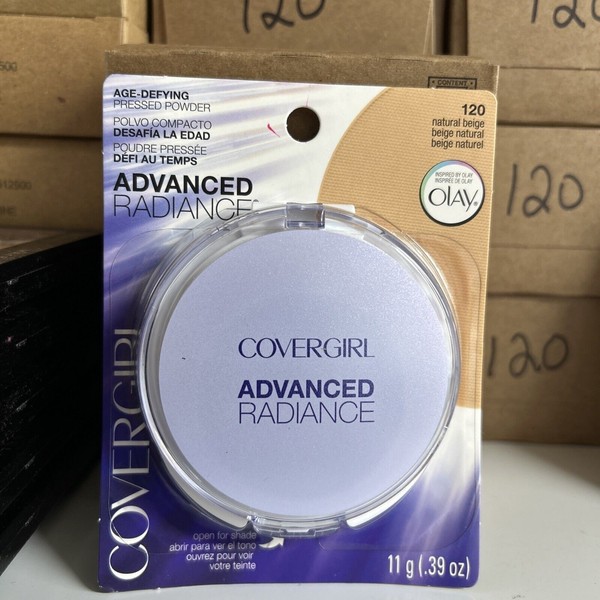 120
120
120
120
CONTENT
AGE-DEFYING
PRESSED POWDER
POLVO COMPACTO
DESAFÍA LA EDAD
POUDRE PRESSÉE
DÉFI AU TEMPS
ADVANCED
RADIANCE
120
natural beige
beige natural
beige naturel
INSPIRED BY OLAY
INSPIRÉE DE OLAY
OLAY®
COVERGIRL
COVERGIRL
ADVANCED
RADIANCE
open for shade
abrir para ver el tono
ouvrez pour voir
votre teinte
11 g (.39 oz)